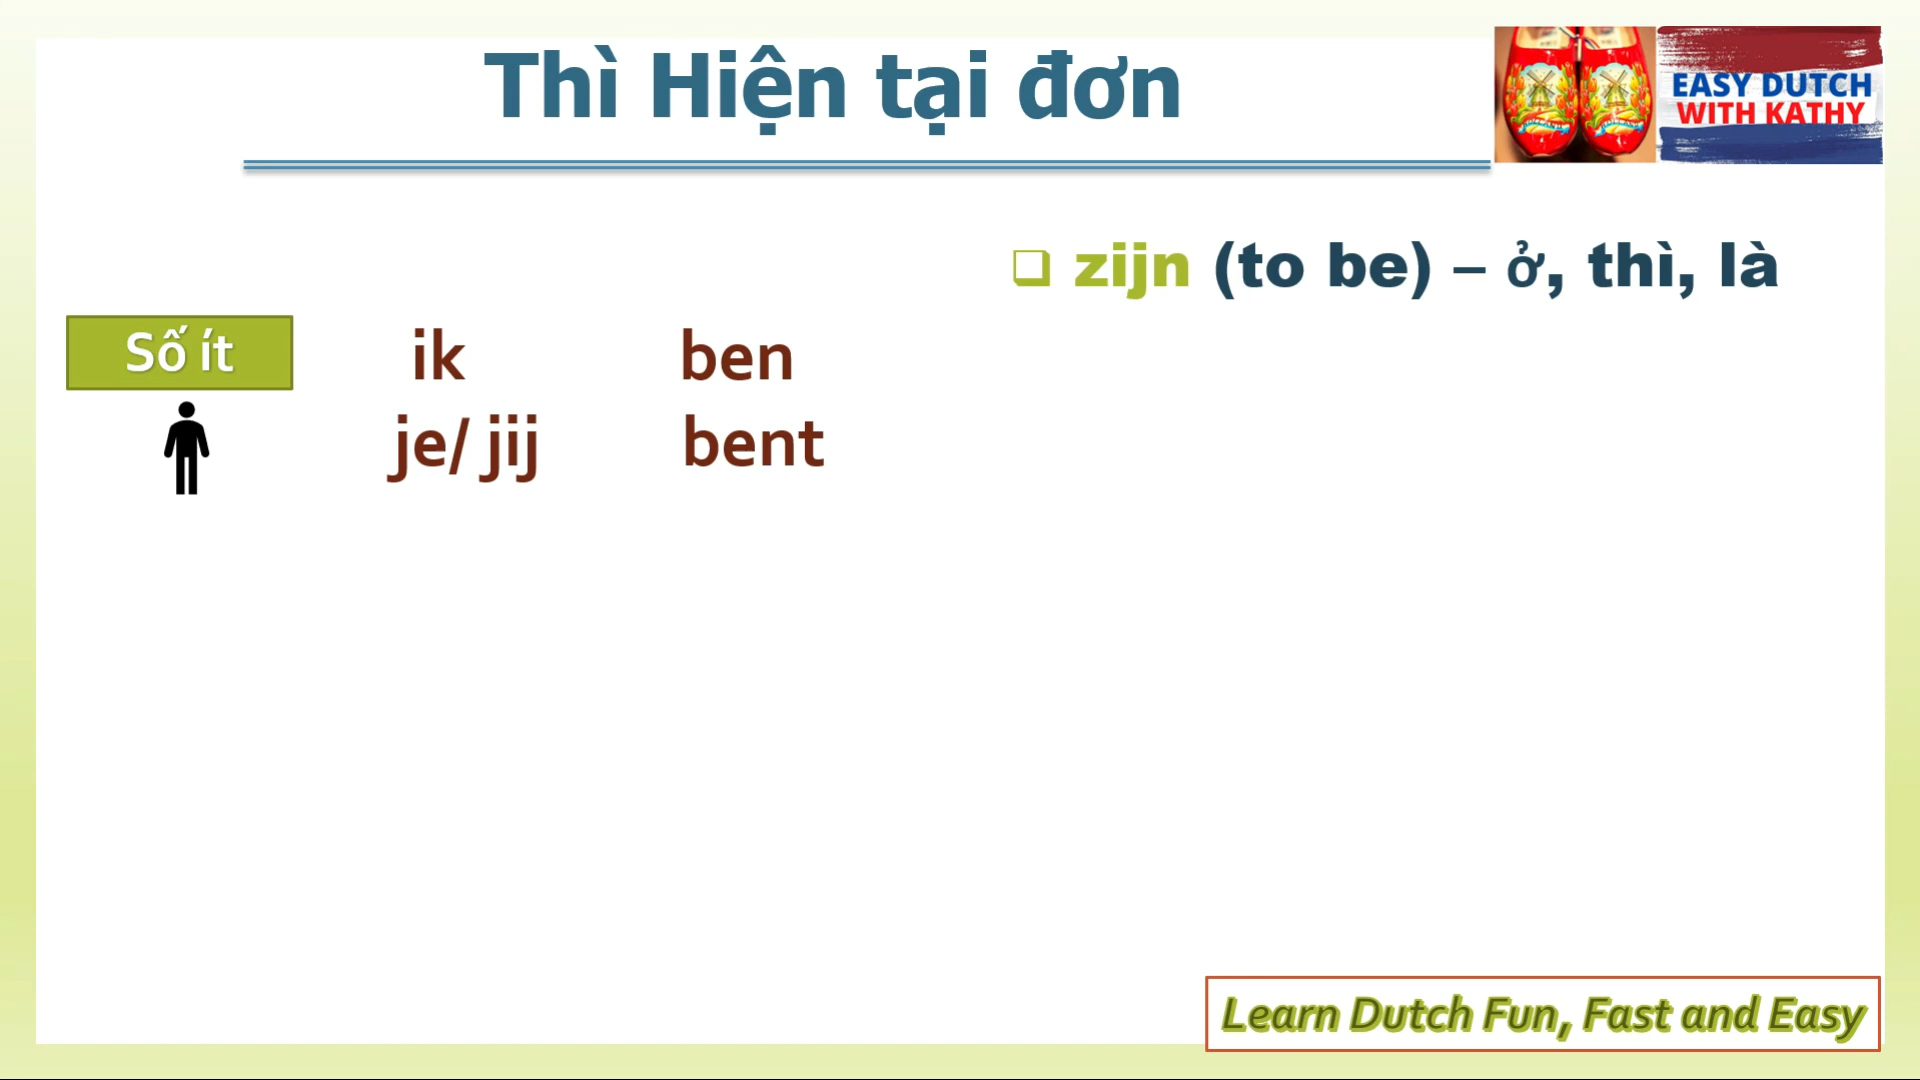 Thì Hiện tại đơn
EASY DUTCH
WITH KATHY
zijn (to be) – ở, thì, là
Số ít
ik ben
je/ jij bent
Learn Dutch Fun, Fast and Easy